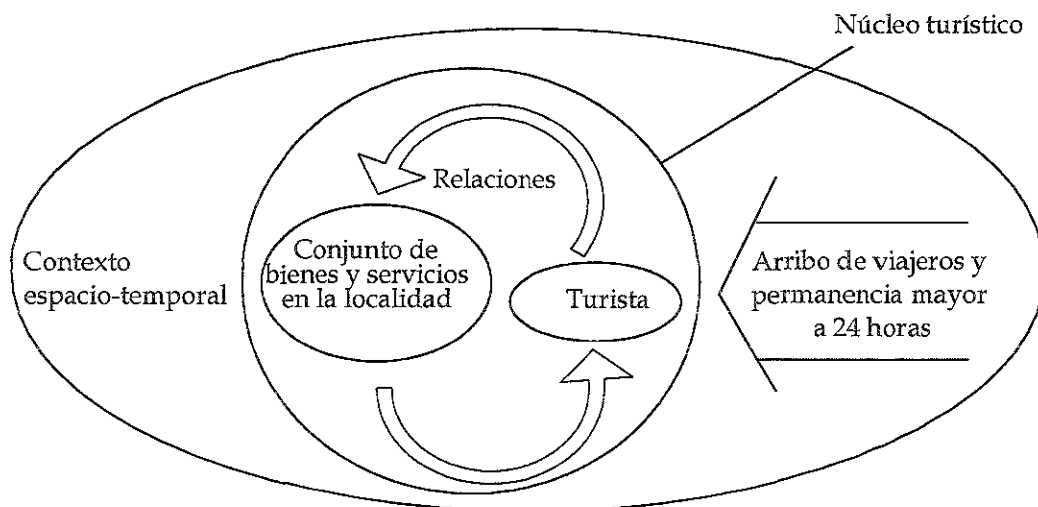 Núcleo turístico
Relaciones
Contexto
espacio-temporal
Conjunto de
bienes y servicios
en la localidad
Turista
Arribo de viajeros y
permanencia mayor
a 24 horas